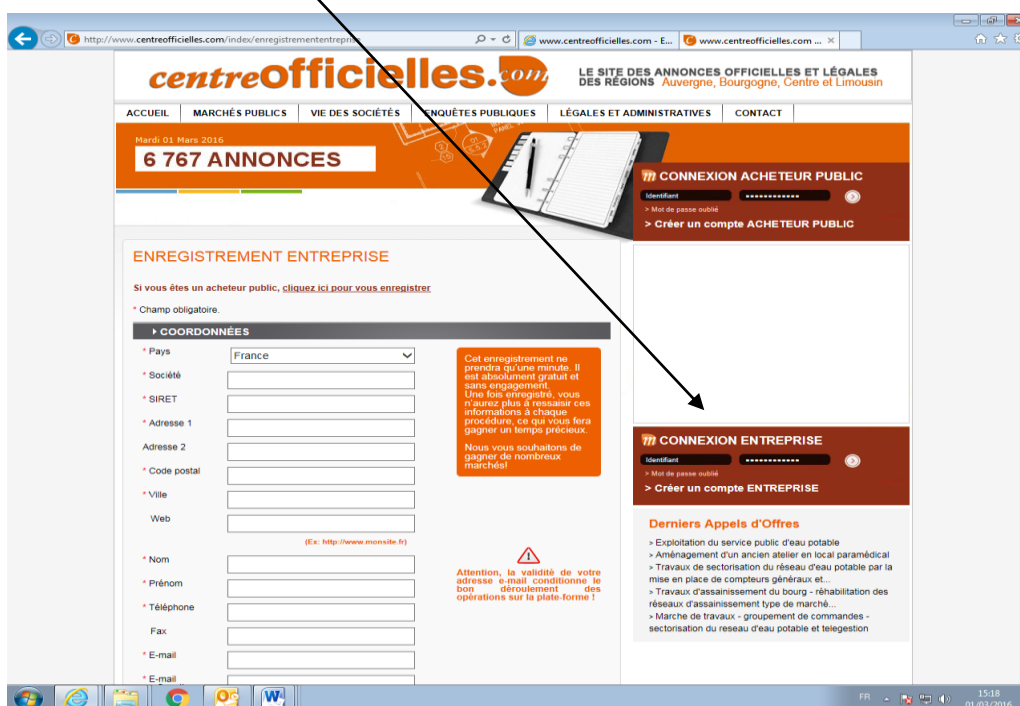 http://www.centreofficielles.com/index/enregistremententreprise
www.centreofficielles.com - E...
www.centreofficielles.com ...
centreofficielles.com
LE SITE DES ANNONCES OFFICIELLES ET LÉGALES
DES RÉGIONS Auvergne, Bourgogne, Centre et Limousin
ACCUEIL
MARCHÉS PUBLICS
VIE DES SOCIÉTÉS
ENQUÊTES PUBLIQUES
LÉGALES ET ADMINISTRATIVES
CONTACT
Mardi 01 Mars 2016
6 767 ANNONCES
CONNEXION ACHETEUR PUBLIC
Identifiant
> Mot de passe oublié
> Créer un compte ACHETEUR PUBLIC
ENREGISTREMENT ENTREPRISE
Si vous êtes un acheteur public, cliquez ici pour vous enregistrer
* Champ obligatoire.
COORDONNÉES
* Pays
France
* Société
* SIRET
* Adresse 1
Adresse 2
* Code postal
* Ville
Web
(Ex: http://www.monsite.fr)
* Nom
* Prénom
* Téléphone
Fax
* E-mail
* E-mail
Cet enregistrement ne
prendra qu'une minute. Il
est absolument gratuit et
sans engagement.
Une fois enregistré, vous
n'aurez plus à ressaisir ces
informations à chaque
procédure, ce qui vous fera
gagner un temps précieux.
Nous vous souhaitons de
gagner de nombreux
marchés!
Attention, la validité de votre
adresse e-mail conditionne le
bon déroulement des
opérations sur la plate-forme !
CONNEXION ENTREPRISE
Identifiant
> Mot de passe oublié
> Créer un compte ENTREPRISE
Derniers Appels d'Offres
> Exploitation du service public d'eau potable
> Aménagement d'un ancien atelier en local paramédical
> Travaux de sectorisation du réseau d'eau potable par la
mise en place de compteurs généraux et...
> Travaux d'assainissement du bourg - réhabilitation des
réseaux d'assainissement type de marché...
> Marche de travaux - groupement de commandes -
sectorisation du reseau d'eau potable et telegestion
FR
15:18
01/03/2016